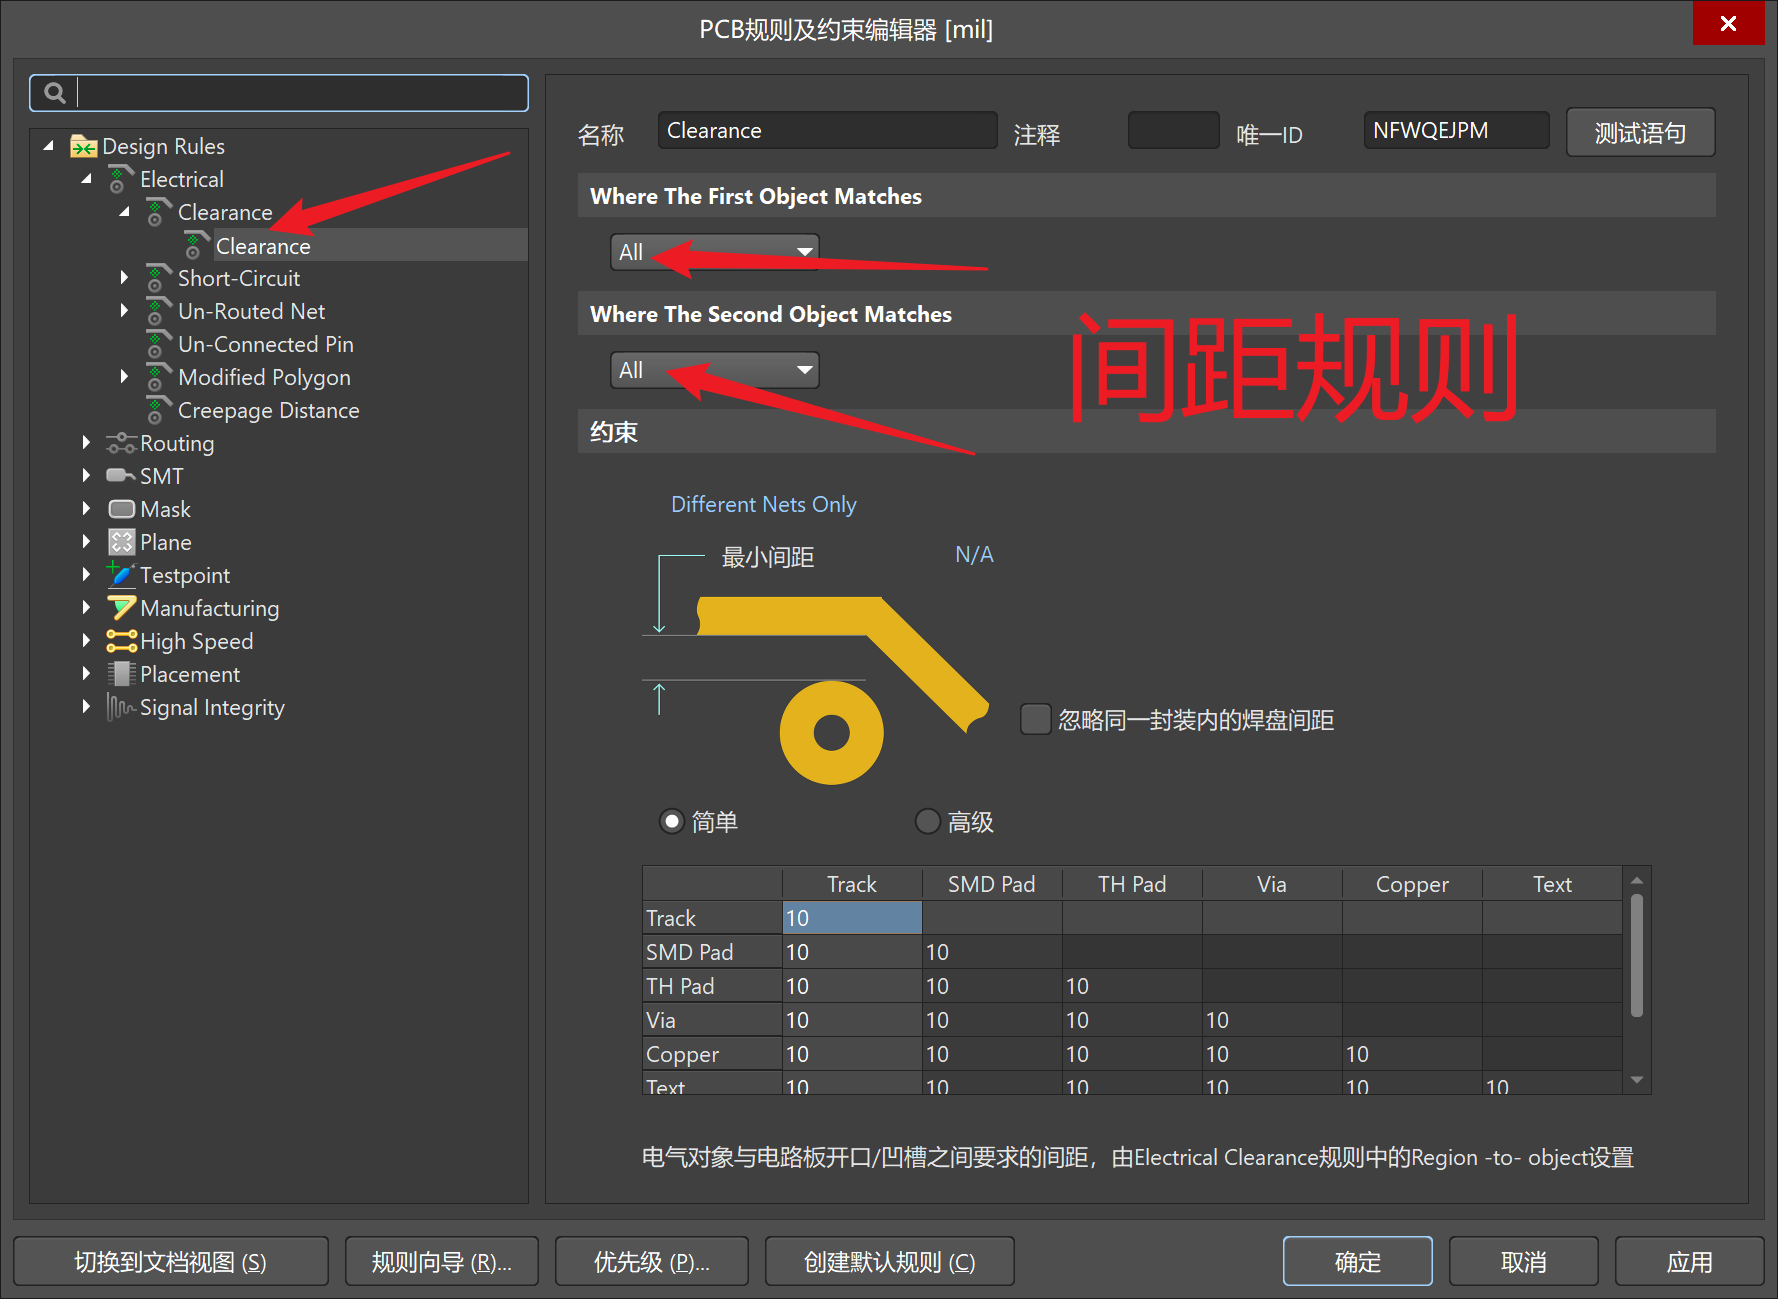 PCB规则及约束编辑器 [mil]
Design Rules
Electrical
Clearance
Clearance
Short-Circuit
Un-Routed Net
Un-Connected Pin
Modified Polygon
Creepage Distance
Routing
SMT
Mask
Plane
Testpoint
Manufacturing
High Speed
Placement
Signal Integrity
名称 Clearance 注释 唯一ID NFWQEJPM 测试语句
Where The First Object Matches
All
Where The Second Object Matches
All
间距规则
约束
Different Nets Only
最小间距 N/A
忽略同一封装内的焊盘间距
简单 高级
Track SMD Pad TH Pad Via Copper Text
Track 10
SMD Pad 10 10
TH Pad 10 10 10
Via 10 10 10 10
Copper 10 10 10 10 10
Text 10 10 10 10 10 10
电气对象与电路板开口/凹槽之间要求的间距，由Electrical Clearance规则中的Region -to- object设置
切换到文档视图 (S) 规则向导 (R)... 优先级 (P)... 创建默认规则 (C) 确定 取消 应用